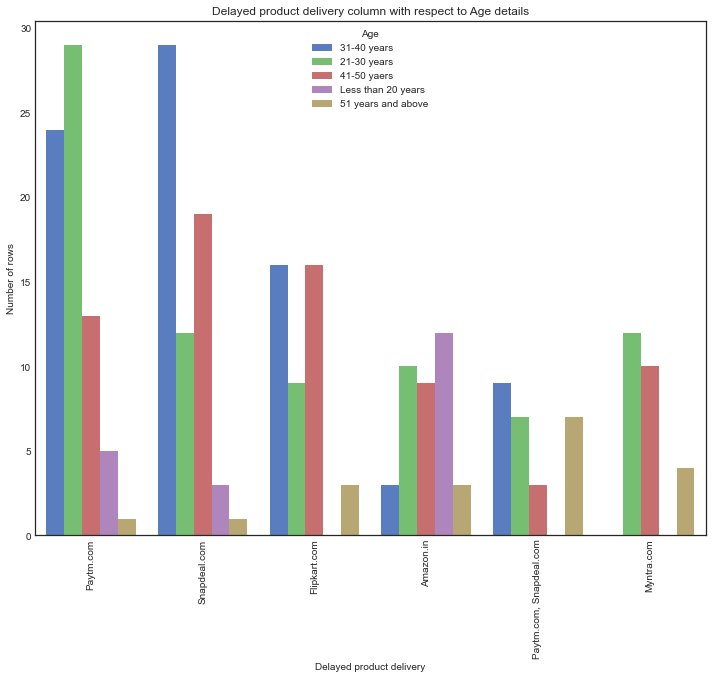 Delayed product delivery column with respect to Age details
Age
31-40 years
21-30 years
41-50 yaers
Less than 20 years
51 years and above
30
25
20
15
10
5
0
Number of rows
Paytm.com
Snapdeal.com
Flipkart.com
Amazon.in
Paytm.com, Snapdeal.com
Myntra.com
Delayed product delivery